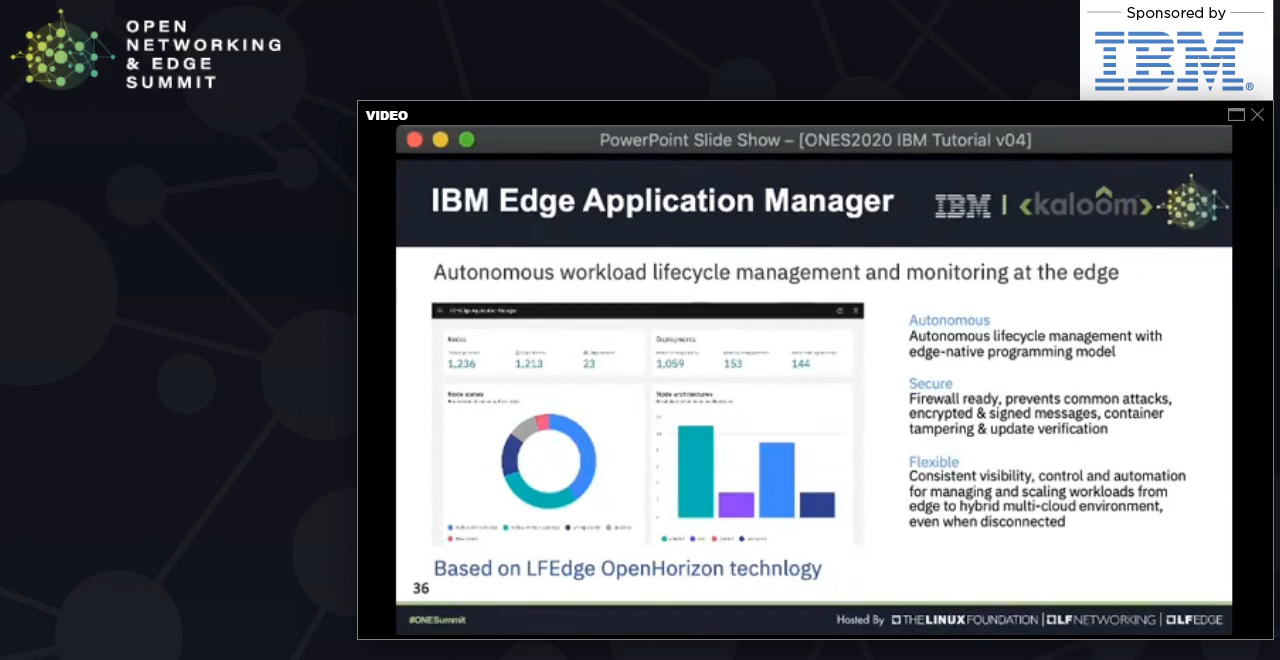 OPEN
NETWORKING
& EDGE
SUMMIT
Sponsored by
IBM®
VIDEO
PowerPoint Slide Show – [ONES2020 IBM Tutorial v04]
IBM Edge Application Manager
IBM | <kaloom>
Autonomous workload lifecycle management and monitoring at the edge
Application Manager
Nodes
1,236 1,213 23
Deployments
1,059 153 144
Node states
Node architectures
Autonomous
Autonomous lifecycle management with
edge-native programming model
Secure
Firewall ready, prevents common attacks,
encrypted & signed messages, container
tampering & update verification
Flexible
Consistent visibility, control and automation
for managing and scaling workloads from
edge to hybrid multi-cloud environment,
even when disconnected
Based on LFEdge OpenHorizon technlogy
36
#ONESummit
Hosted By THE LINUX FOUNDATION | LF NETWORKING | LF EDGE